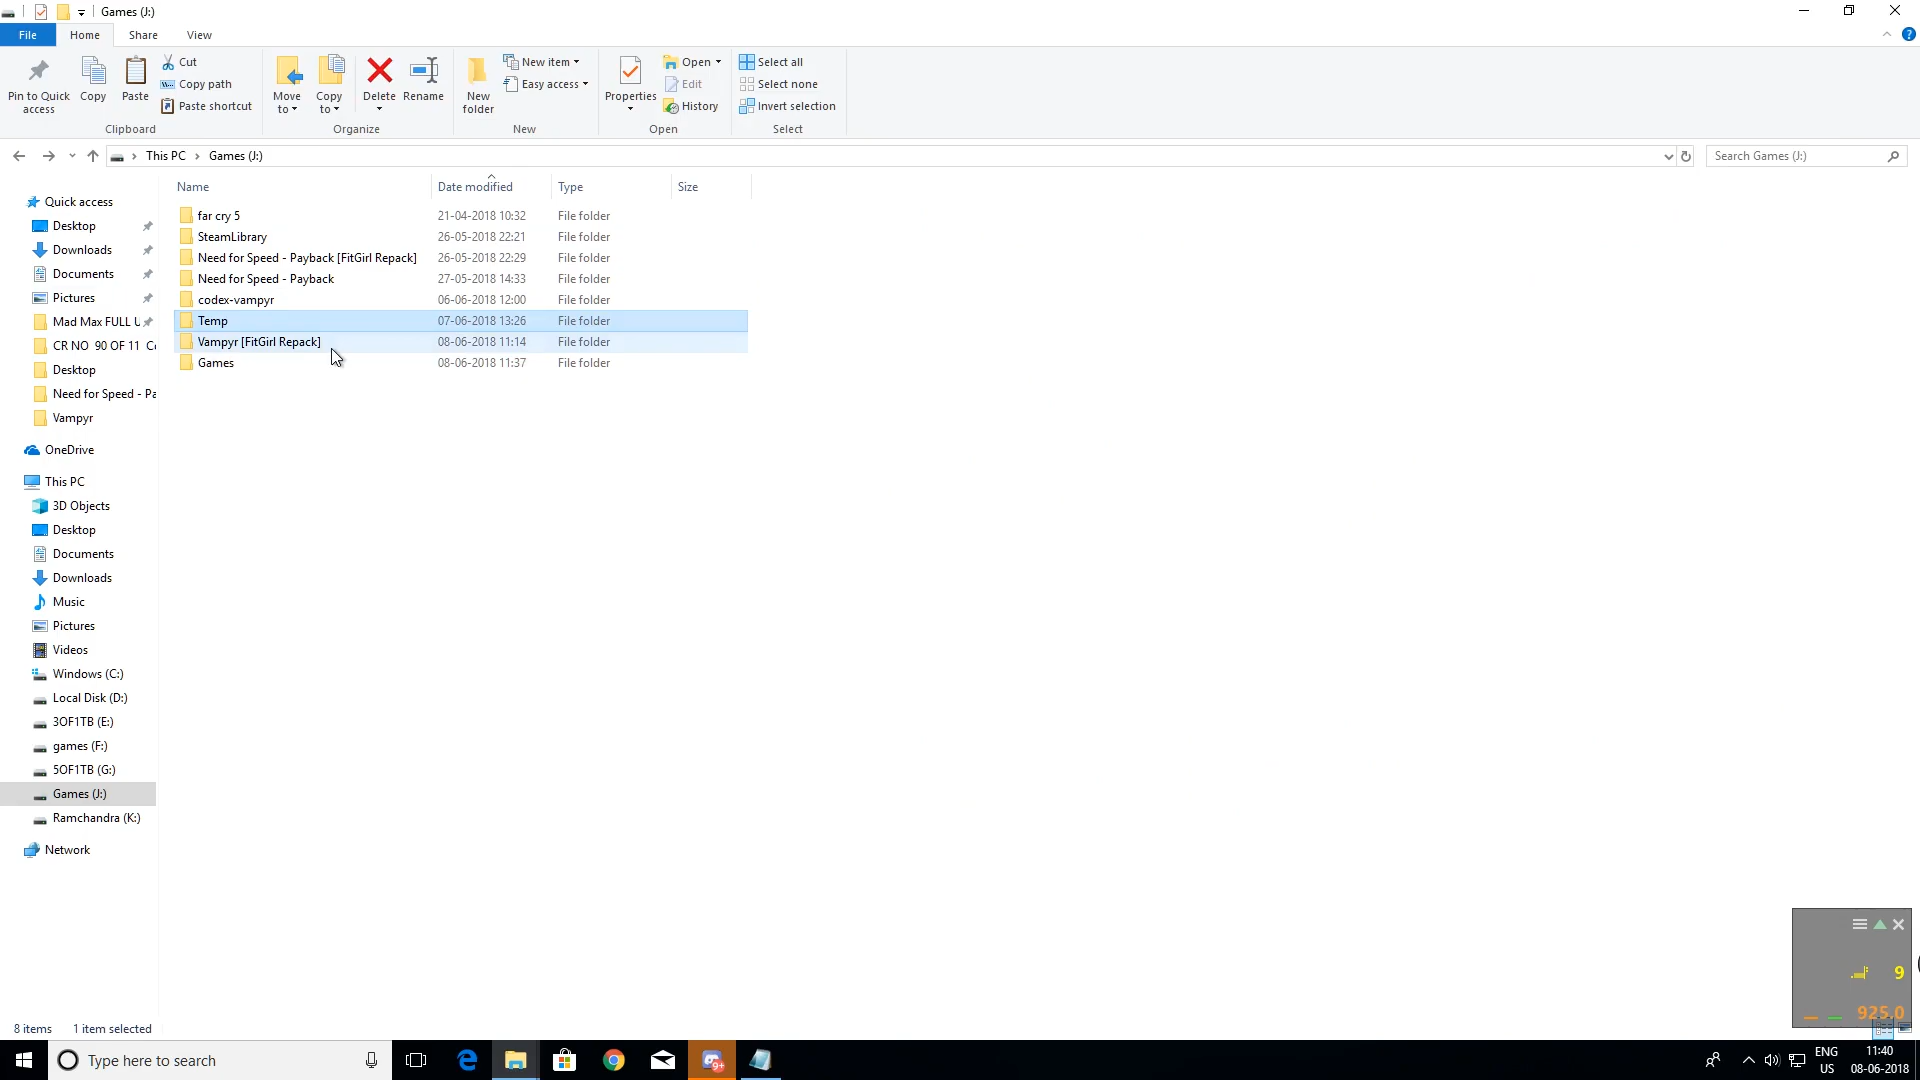 Games (J:)
File Home Share View
Pin to Quick access
Copy
Paste
Cut
Copy path
Paste shortcut
Clipboard
Move to
Copy to
Delete
Rename
Organize
New folder
New item
Easy access
New
Properties
Open
Edit
History
Open
Select all
Select none
Invert selection
Select
This PC > Games (J:)
Search Games (J:)
Name Date modified Type Size
far cry 5 21-04-2018 10:32 File folder
SteamLibrary 26-05-2018 22:21 File folder
Need for Speed - Payback [FitGirl Repack] 26-05-2018 22:29 File folder
Need for Speed - Payback 27-05-2018 14:33 File folder
codex-vampyr 06-06-2018 12:00 File folder
Temp 07-06-2018 13:26 File folder
Vampyr [FitGirl Repack] 08-06-2018 11:14 File folder
Games 08-06-2018 11:37 File folder
Quick access
Desktop
Downloads
Documents
Pictures
Mad Max FULL U
CR NO 90 OF 11 Co
Desktop
Need for Speed - Pa
Vampyr
OneDrive
This PC
3D Objects
Desktop
Documents
Downloads
Music
Pictures
Videos
Windows (C:)
Local Disk (D:)
3OF1TB (E:)
games (F:)
5OF1TB (G:)
Games (J:)
Ramchandra (K:)
Network
9
925.0
8 items 1 item selected
Type here to search
9+
ENG
US
11:40
08-06-2018